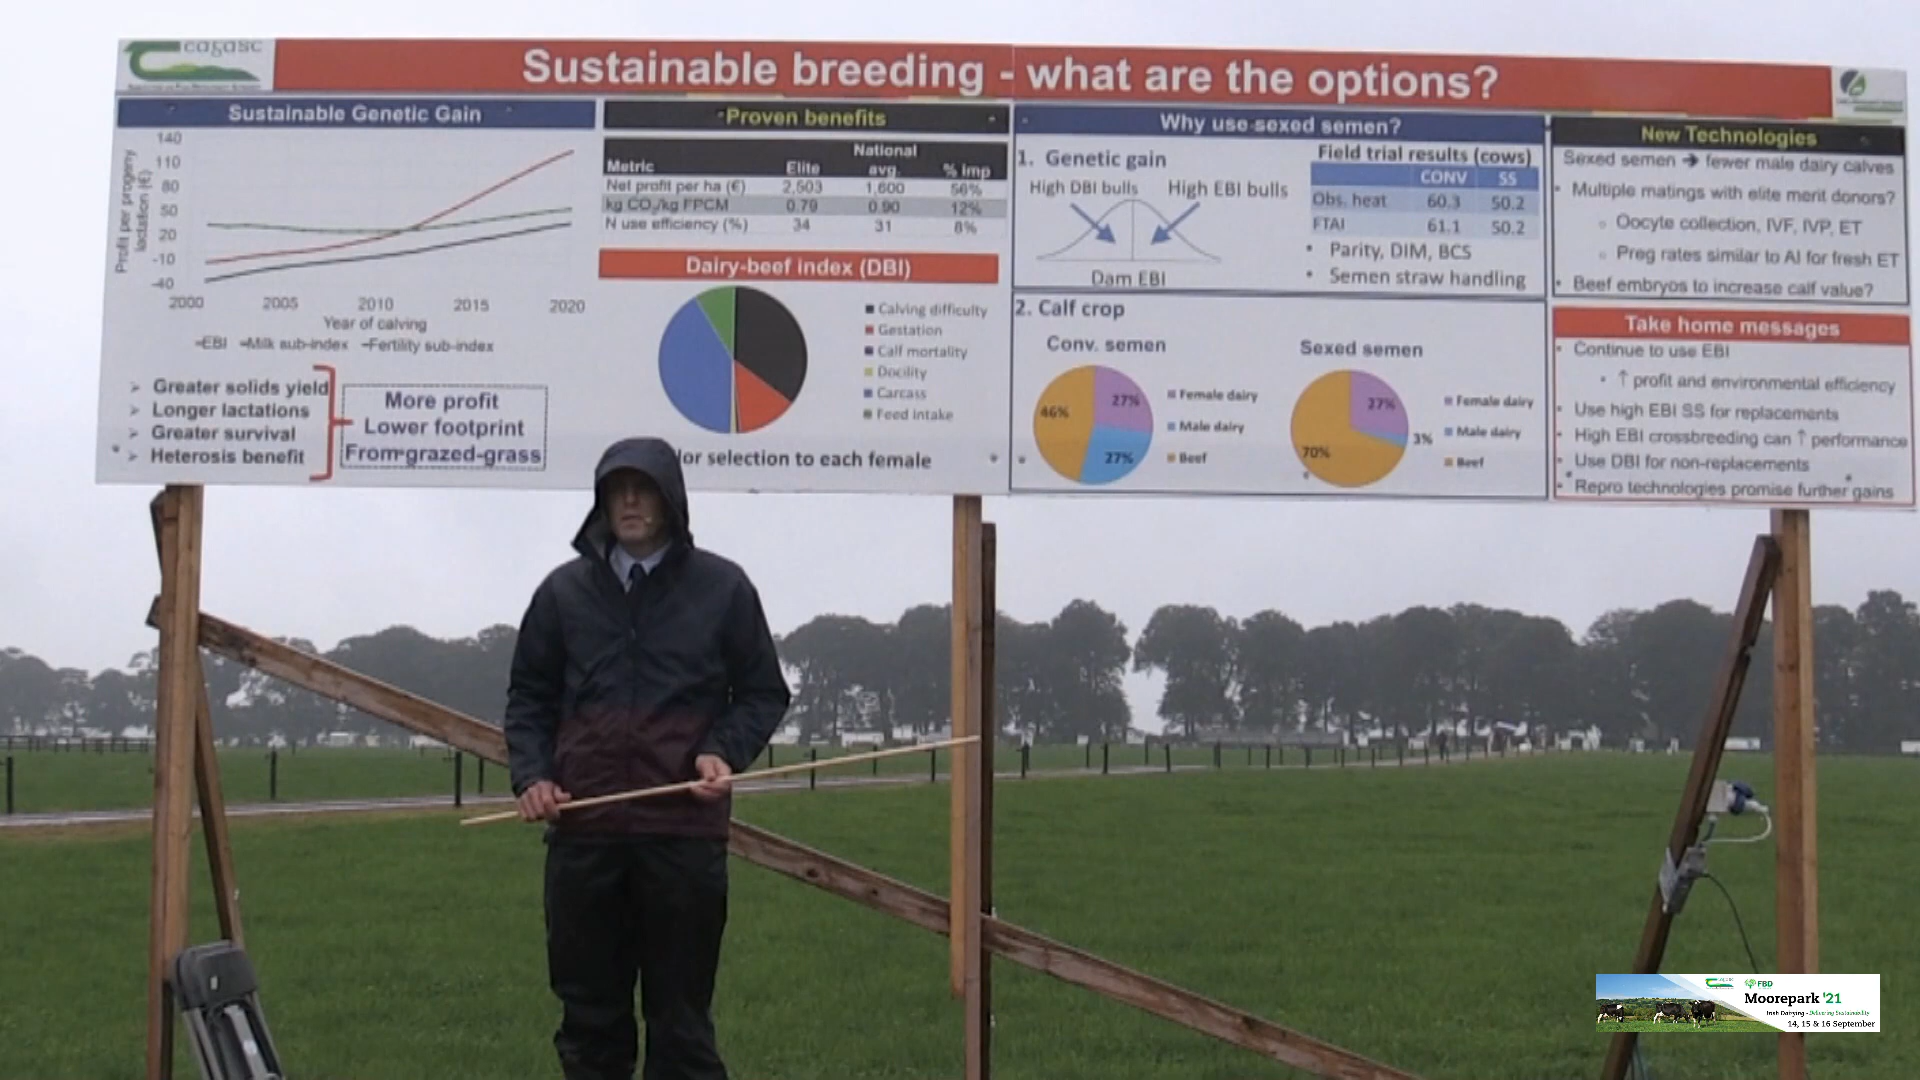 eagasc
Sustainable breeding - what are the options?
Sustainable Genetic Gain
140
110
80
50
20
-10
-40
Profit per progeny
lactation (€)
2000 2005 2010 2015 2020
Year of calving
EBI Milk sub-index Fertility sub-index
Greater solids yield
Longer lactations
Greater survival
Heterosis benefit
More profit
Lower footprint
From grazed-grass
Proven benefits
Metric Elite National avg. % imp
Net profit per ha (€) 2,503 1,600 56%
kg CO₂/kg FPCM 0.79 0.90 12%
N use efficiency (%) 34 31 8%
Dairy-beef index (DBI)
Calving difficulty
Gestation
Calf mortality
Docility
Carcass
Feed intake
lor selection to each female
Why use sexed semen?
1. Genetic gain
High DBI bulls High EBI bulls
Dam EBI
Field trial results (cows)
CONV SS
Obs. heat 60.3 50.2
FTAI 61.1 50.2
• Parity, DIM, BCS
• Semen straw handling
2. Calf crop
Conv. semen
46% 27%
27%
Female dairy
Male dairy
Beef
Sexed semen
27%
3%
70%
Female dairy
Male dairy
Beef
New Technologies
Sexed semen ➔ fewer male dairy calves
• Multiple matings with elite merit donors?
○ Oocyte collection, IVF, IVP, ET
○ Preg rates similar to AI for fresh ET
• Beef embryos to increase calf value?
Take home messages
• Continue to use EBI
• ↑ profit and environmental efficiency
• Use high EBI SS for replacements
• High EBI crossbreeding can ↑ performance
• Use DBI for non-replacements
• Repro technologies promise further gains
eagasc FBD
Moorepark '21
Irish Dairying - Delivering Sustainability
14, 15 & 16 September